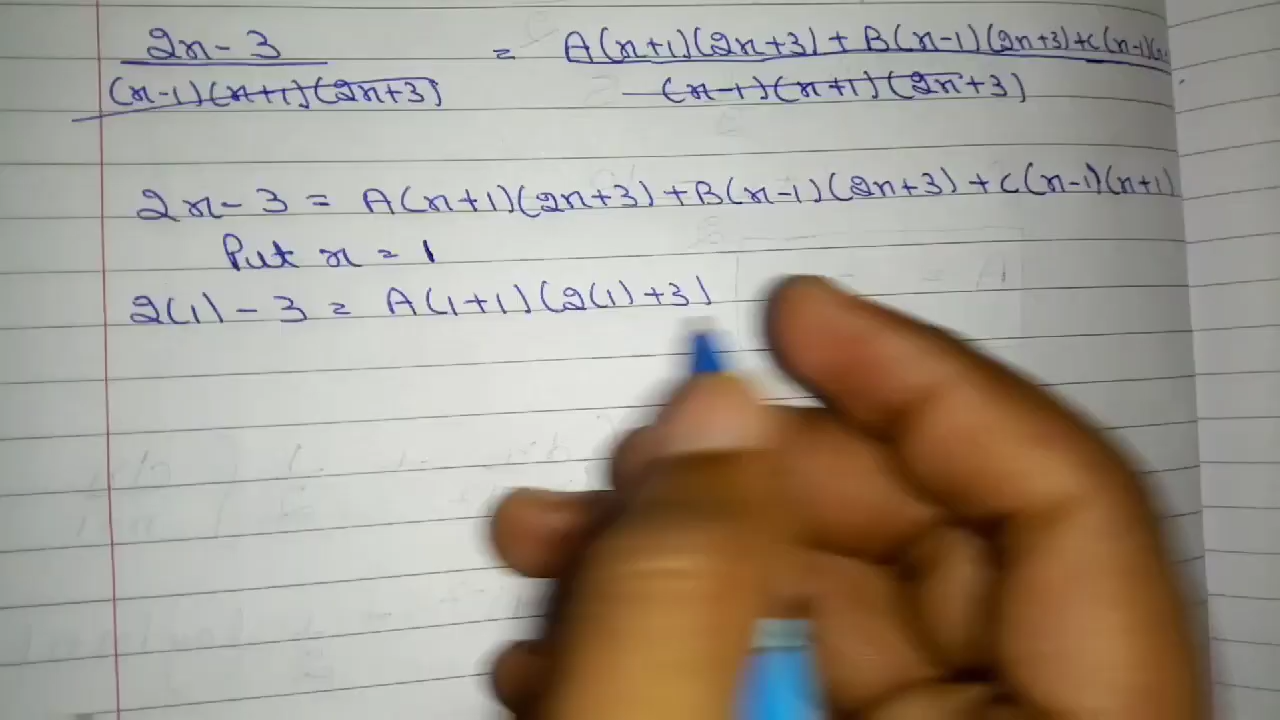 2x - 3 = A(x+1)(2x+3) + B(x-1)(2x+3) + C(x-1)(
(x-1)(x+1)(2x+3) (x-1)(x+1)(2x+3)
2x - 3 = A(x+1)(2x+3) + B(x-1)(2x+3) + C(x-1)(x+1)
Put x = 1
2(1) - 3 = A(1+1)(2(1)+3)